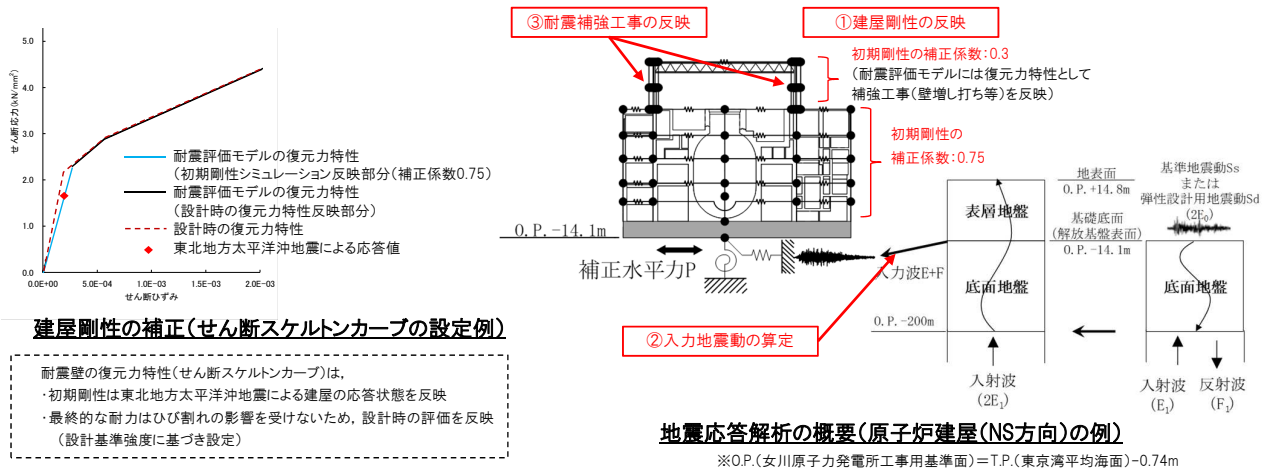 せん断応力(kN/mm²)
5.0
4.0
3.0
2.0
1.0
0.0
0.0E+00
5.0E-04
1.0E-03
1.5E-03
2.0E-03
せん断ひずみ
耐震評価モデルの復元力特性
(初期剛性シミュレーション反映部分(補正係数0.75)
耐震評価モデルの復元力特性
(設計時の復元力特性反映部分)
設計時の復元力特性
東北地方太平洋沖地震による応答値
建屋剛性の補正(せん断スケルトンカーブの設定例)
耐震壁の復元力特性(せん断スケルトンカーブ)は,
・初期剛性は東北地方太平洋沖地震による建屋の応答状態を反映
・最終的な耐力はひび割れの影響を受けないため, 設計時の評価を反映
(設計基準強度に基づき設定)
③耐震補強工事の反映
①建屋剛性の反映
初期剛性の補正係数:0.3
(耐震評価モデルには復元力特性として
補強工事(壁増し打ち等)を反映)
初期剛性の
補正係数:0.75
O.P.-14.1m
補正水平力P
入力波E+F
②入力地震動の算定
地表面
O.P.+14.8m
表層地盤
基礎底面
(解放基盤表面)
O.P.-14.1m
底面地盤
O.P.-200m
入射波
(2E₁)
基準地震動Ss
または
弾性設計用地震動Sd
(2E₀)
底面地盤
入射波
(E₁)
反射波
(F₁)
地震応答解析の概要(原子炉建屋(NS方向)の例)
※O.P.(女川原子力発電所工事用基準面)=T.P.(東京湾平均海面)-0.74m